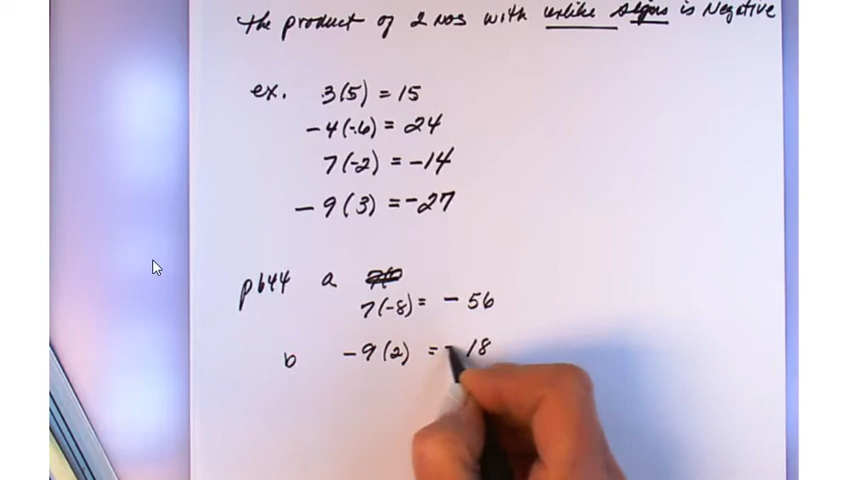 The product of 2 nos with unlike signs is Negative
ex. 3(5) = 15
-4(-6) = 24
7(-2) = -14
- 9(3) = -27
p644 a
7(-8) = - 56
b -9(2) = - 18